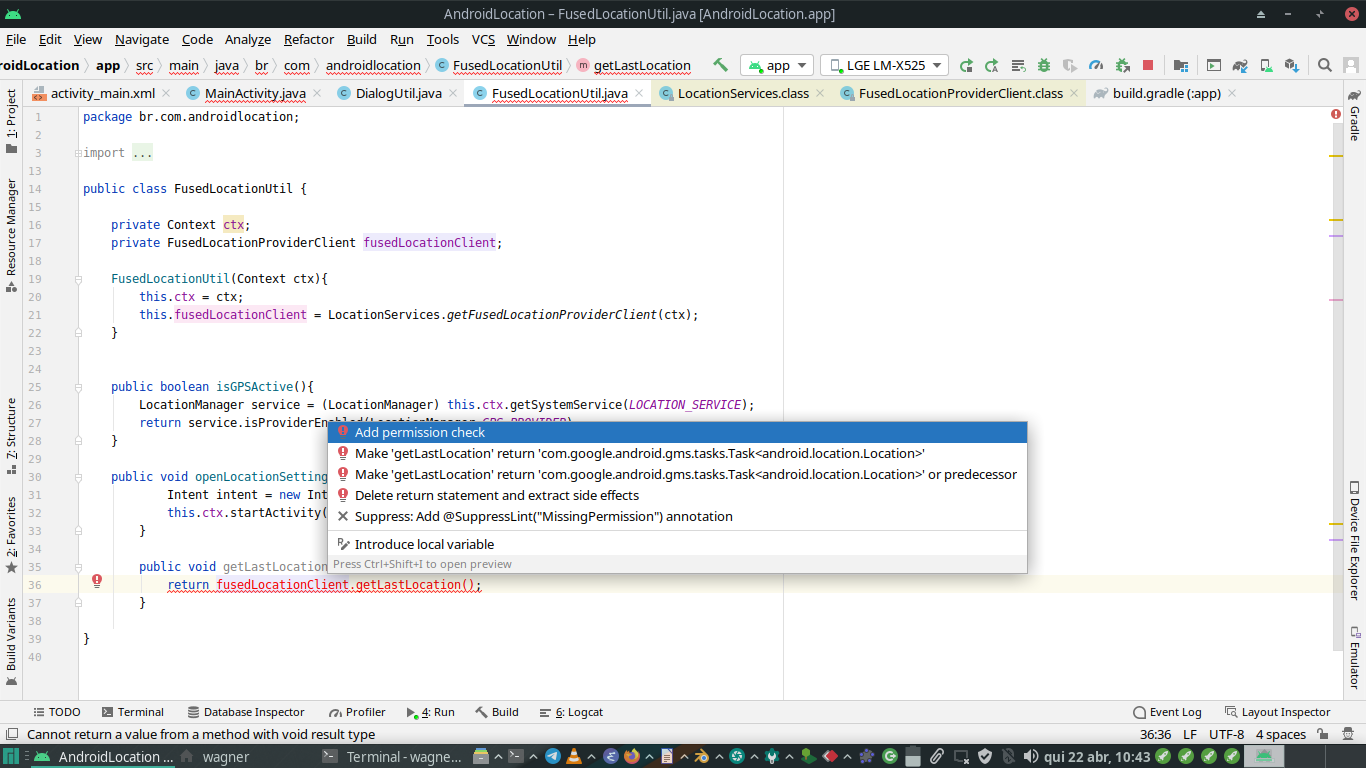 AndroidLocation – FusedLocationUtil.java [AndroidLocation.app]
File Edit View Navigate Code Analyze Refactor Build Run Tools VCS Window Help
roidLocation app src main java br com androidlocation FusedLocationUtil getLastLocation app LGE LM-X525
activity_main.xml MainActivity.java DialogUtil.java FusedLocationUtil.java LocationServices.class FusedLocationProviderClient.class build.gradle (:app)
1: Project
Resource Manager
7: Structure
2: Favorites
Build Variants
1 package br.com.androidlocation;
2
3 import ...
13
14 public class FusedLocationUtil {
15
16 private Context ctx;
17 private FusedLocationProviderClient fusedLocationClient;
18
19 FusedLocationUtil(Context ctx){
20 this.ctx = ctx;
21 this.fusedLocationClient = LocationServices.getFusedLocationProviderClient(ctx);
22 }
23
24
25 public boolean isGPSActive(){
26 LocationManager service = (LocationManager) this.ctx.getSystemService(LOCATION_SERVICE);
27 return service.isProviderEnabled(LocationManager.GPS_PROVIDER)
28 }
Add permission check
Make 'getLastLocation' return 'com.google.android.gms.tasks.Task<android.location.Location>'
Make 'getLastLocation' return 'com.google.android.gms.tasks.Task<android.location.Location>' or predecessor
Delete return statement and extract side effects
Suppress: Add @SuppressLint("MissingPermission") annotation
Introduce local variable
Press Ctrl+Shift+I to open preview
30 public void openLocationSetting
31 Intent intent = new Int
32 this.ctx.startActivity(
33 }
34
35 public void getLastLocation
36 return fusedLocationClient.getLastLocation();
37 }
38
39 }
40
Gradle
Device File Explorer
Emulator
TODO Terminal Database Inspector Profiler 4: Run Build 6: Logcat Event Log Layout Inspector
Cannot return a value from a method with void result type 36:36 LF UTF-8 4 spaces
AndroidLocation ... wagner Terminal - wagne... qui 22 abr, 10:43